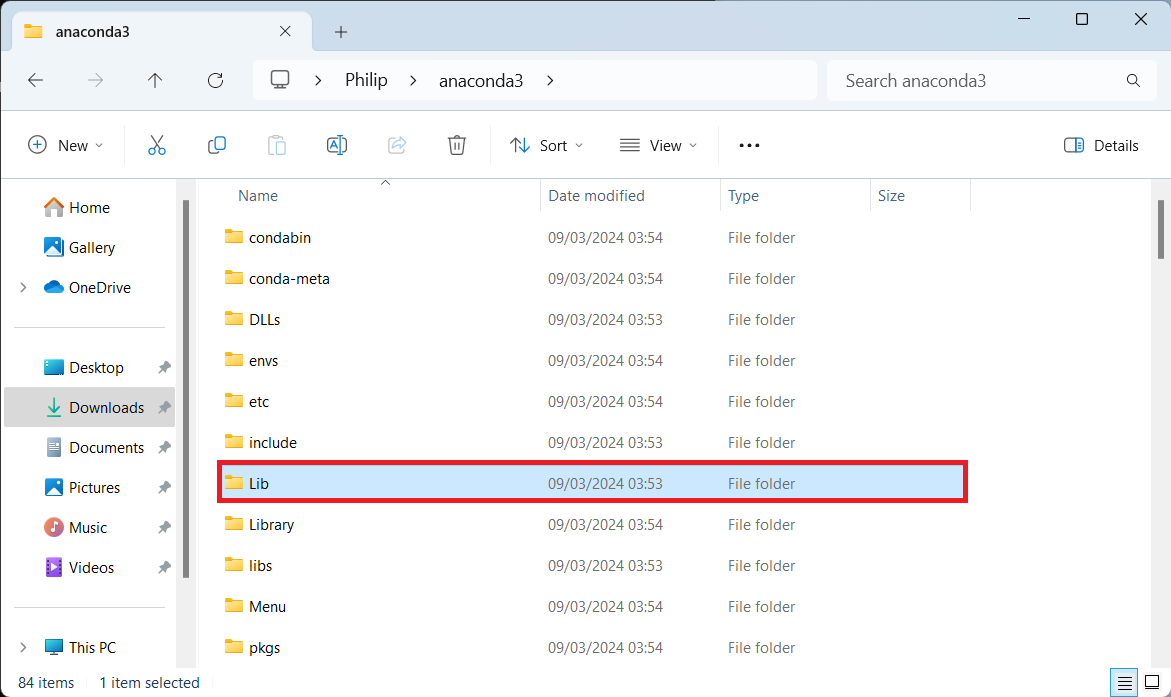 anaconda3
Philip anaconda3
Search anaconda3
New Sort View Details
Name Date modified Type Size
Home
Gallery
OneDrive
Desktop
Downloads
Documents
Pictures
Music
Videos
This PC
condabin 09/03/2024 03:54 File folder
conda-meta 09/03/2024 03:54 File folder
DLLs 09/03/2024 03:53 File folder
envs 09/03/2024 03:54 File folder
etc 09/03/2024 03:54 File folder
include 09/03/2024 03:53 File folder
Lib 09/03/2024 03:53 File folder
Library 09/03/2024 03:54 File folder
libs 09/03/2024 03:53 File folder
Menu 09/03/2024 03:54 File folder
pkgs 09/03/2024 03:54 File folder
84 items 1 item selected